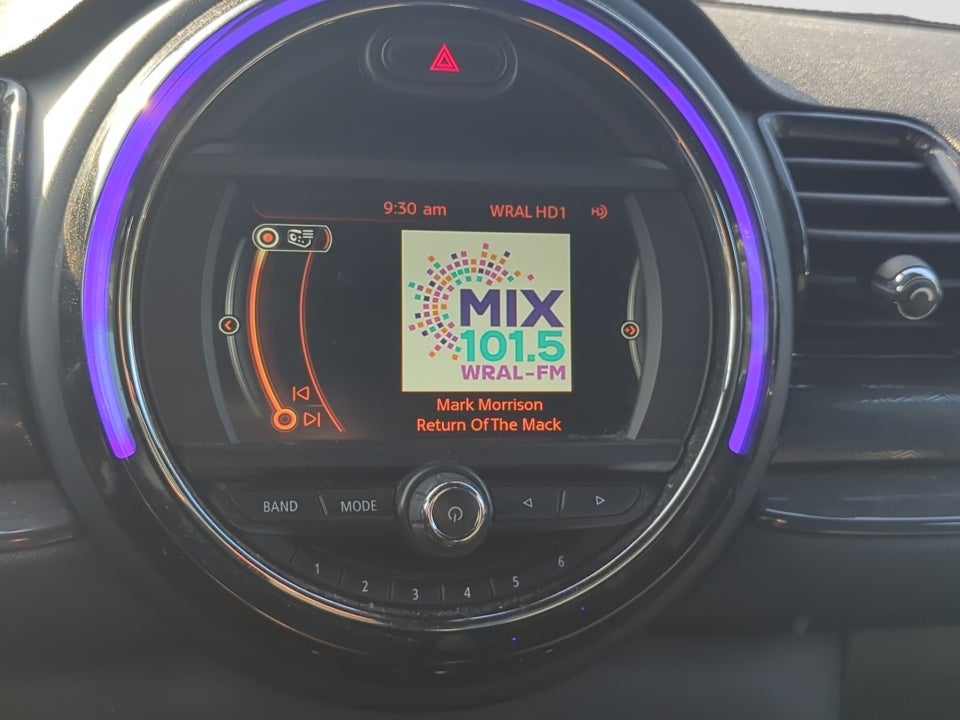 9:30 am WRAL HD1
MIX
101.5
WRAL-FM
Mark Morrison
Return Of The Mack
BAND MODE
1 2 3 4 5 6